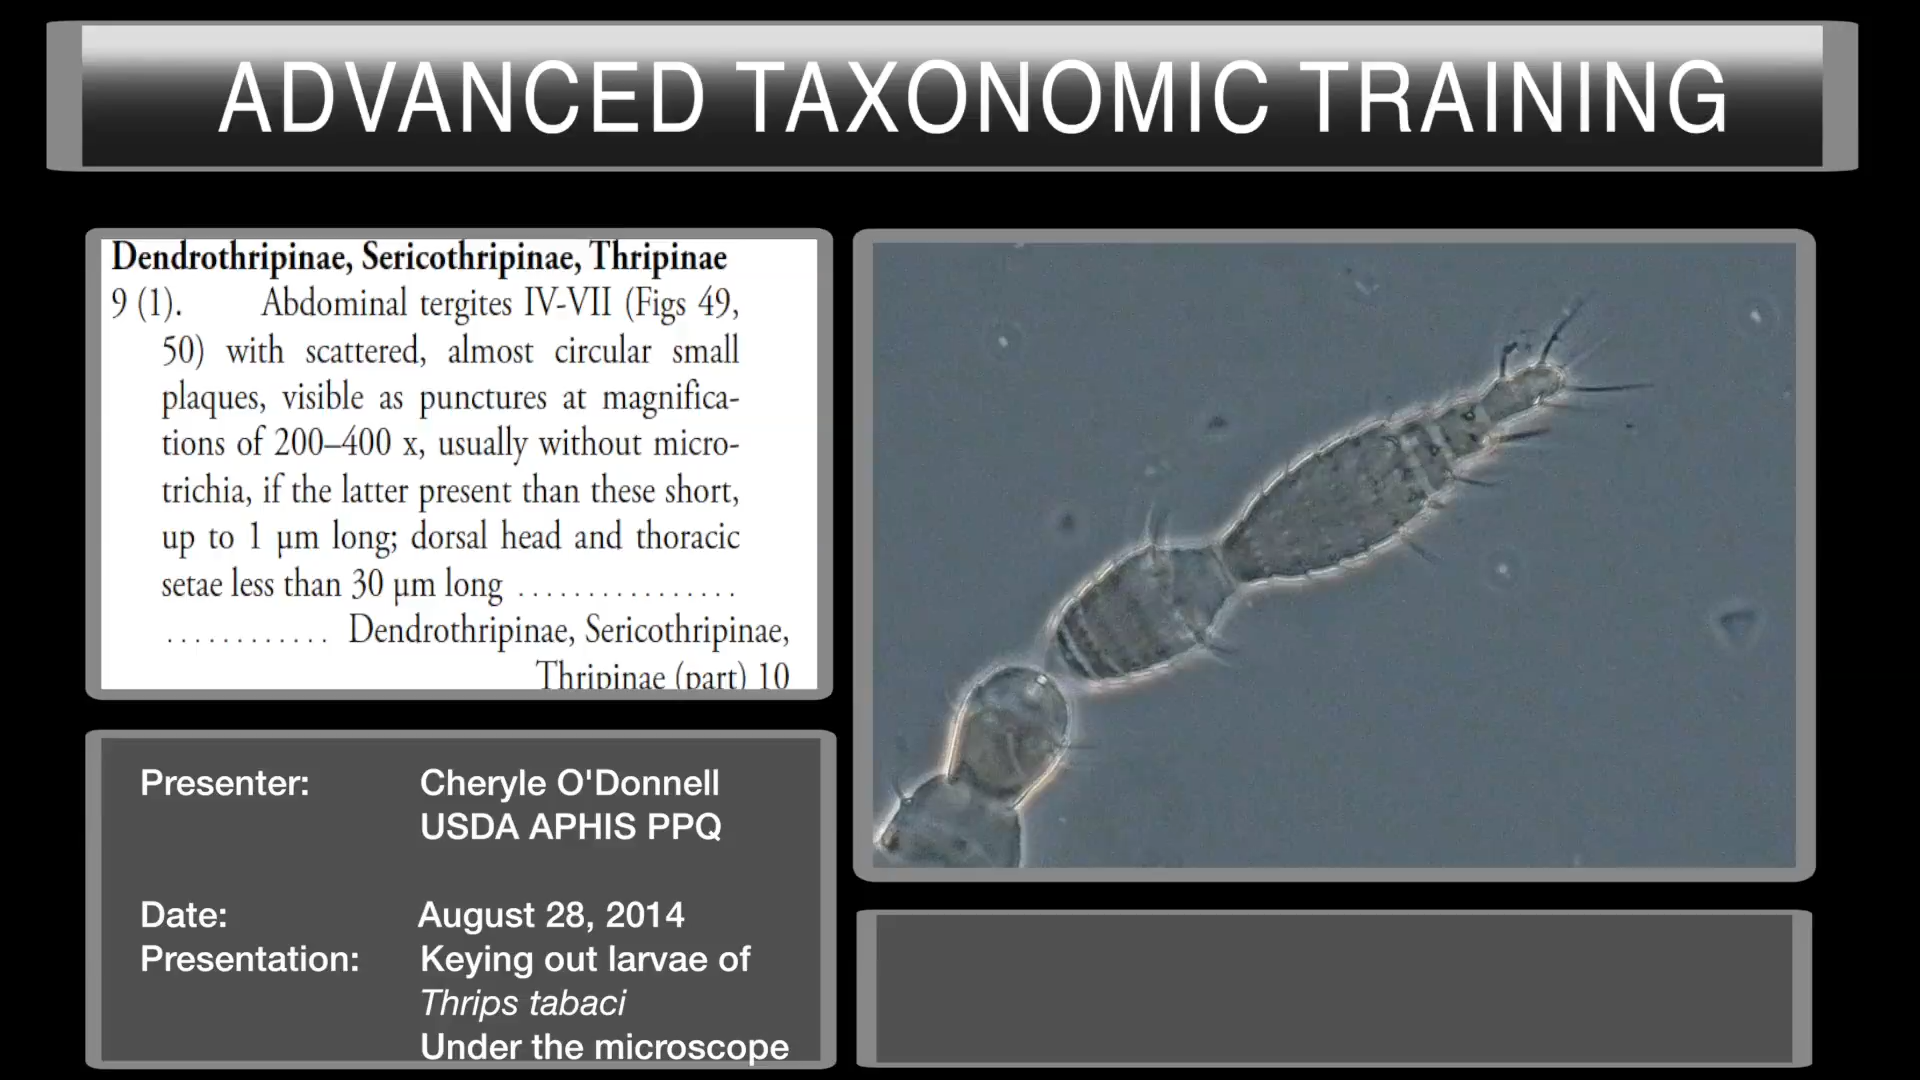 ADVANCED TAXONOMIC TRAINING
Dendrothripinae, Sericothripinae, Thripinae
9 (1). Abdominal tergites IV-VII (Figs 49,
50) with scattered, almost circular small
plaques, visible as punctures at magnifica-
tions of 200–400 x, usually without micro-
trichia, if the latter present than these short,
up to 1 µm long; dorsal head and thoracic
setae less than 30 µm long ................
............ Dendrothripinae, Sericothripinae,
Thripinae (part) 10
Presenter: Cheryle O'Donnell
USDA APHIS PPQ
Date: August 28, 2014
Presentation: Keying out larvae of
Thrips tabaci
Under the microscope